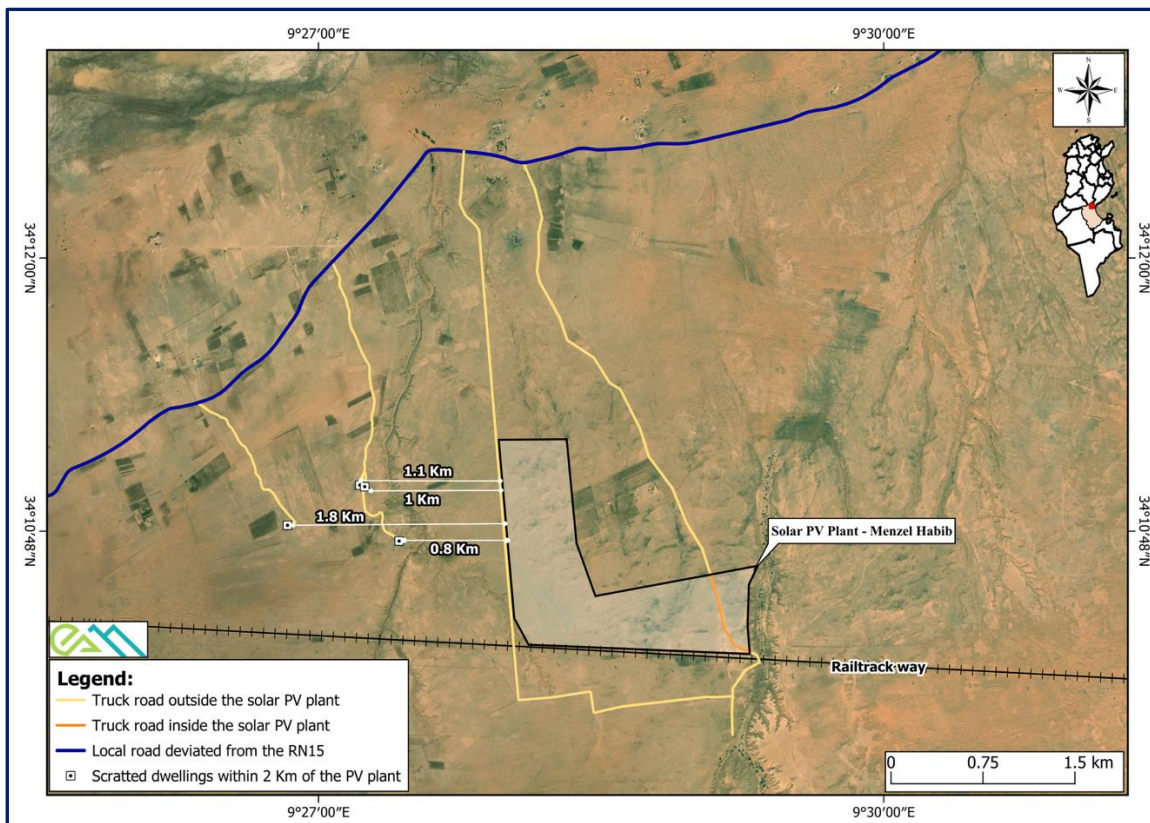 9°27′00″E
9°30′00″E
N
W
E
S
34°12′00″N
34°12′00″N
1.1 Km
1 Km
1.8 Km
0.8 Km
34°10′48″N
34°10′48″N
Solar PV Plant - Menzel Habib
Railtrack way
Legend:
Truck road outside the solar PV plant
Truck road inside the solar PV plant
Local road deviated from the RN15
Scratted dwellings within 2 Km of the PV plant
0
0.75
1.5 km
9°27′00″E
9°30′00″E